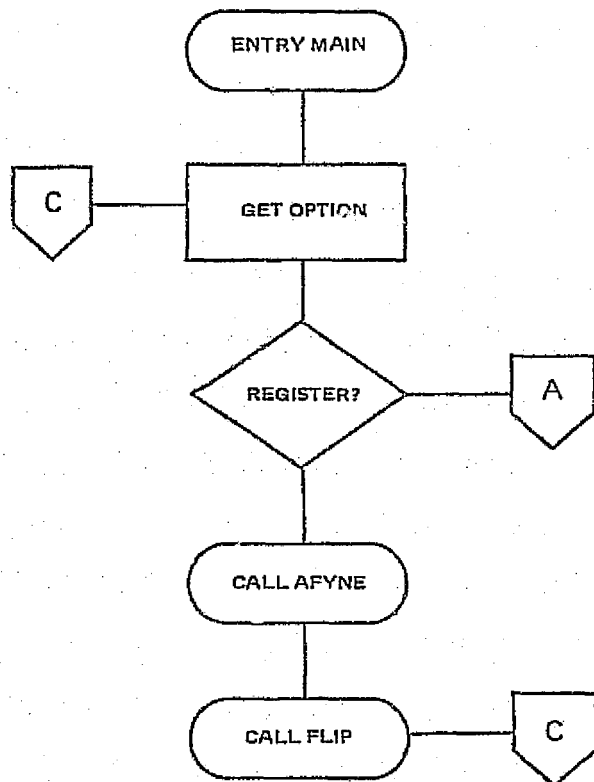 ENTRY MAIN
C
GET OPTION
REGISTER?
A
CALL AFYNE
CALL FLIP
C